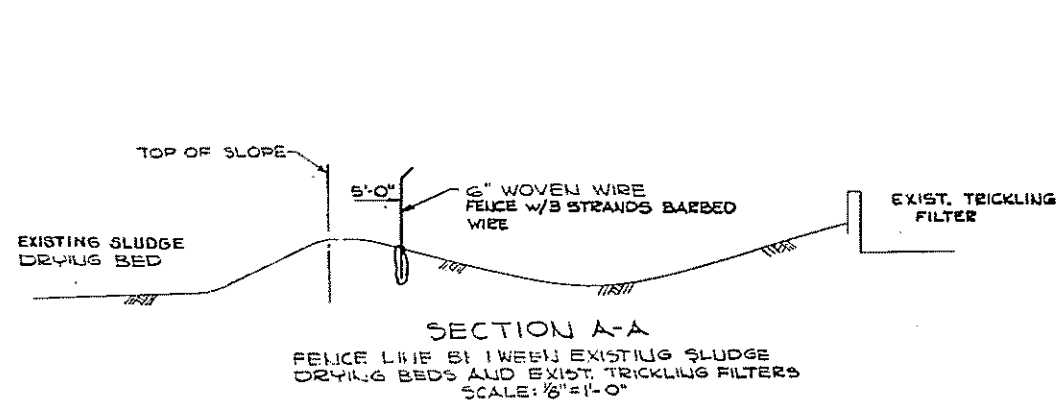 TOP OF SLOPE
5'-0"
6" WOVEN WIRE
FENCE W/3 STRANDS BARBED
WIRE
EXIST. TRICKLING
FILTER
EXISTING SLUDGE
DRYING BED
SECTION A-A
FENCE LINE EXISTING SLUDGE
DRYING BEDS AND EXIST. TRICKLING FILTERS
SCALE: 1/8"=1'-0"